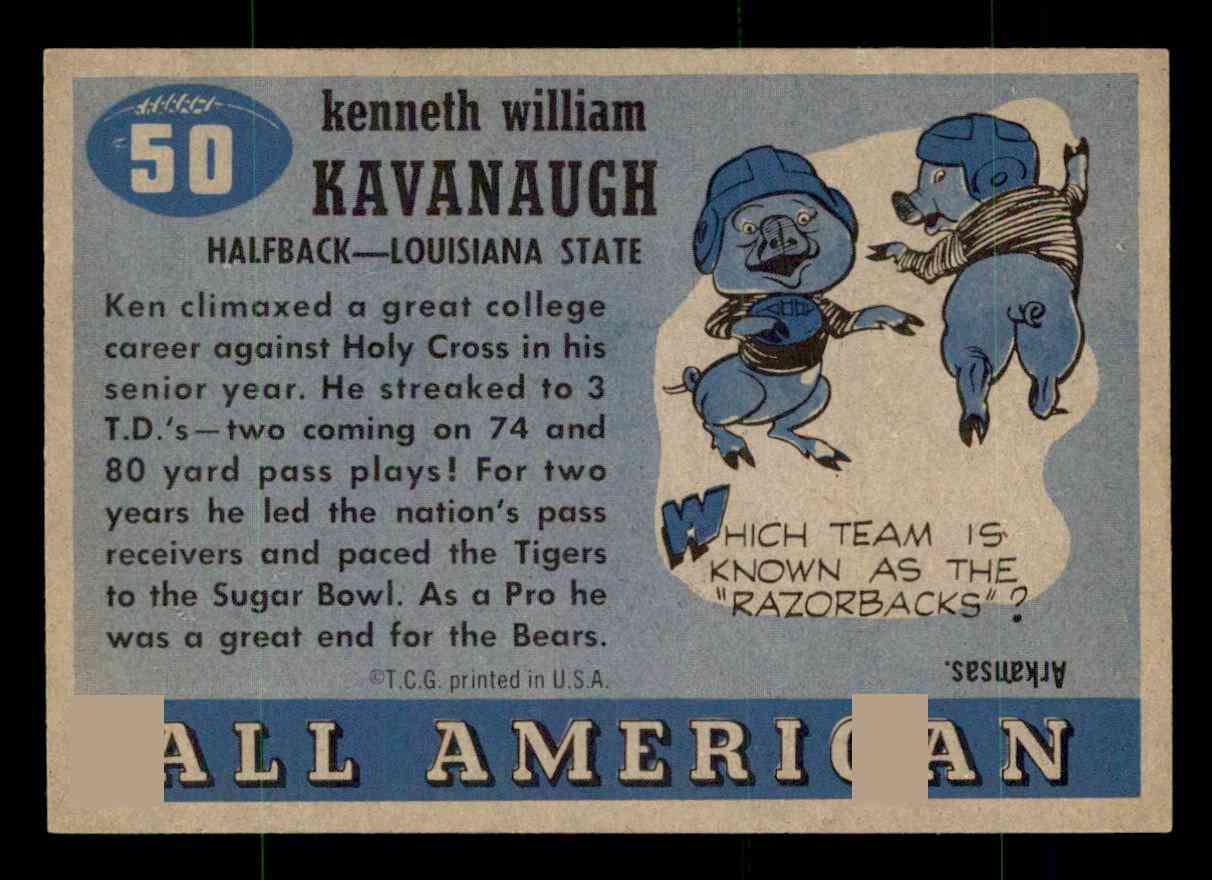 50
kenneth william
KAVANAUGH
HALFBACK—LOUISIANA STATE
Ken climaxed a great college
career against Holy Cross in his
senior year. He streaked to 3
T.D.'s—two coming on 74 and
80 yard pass plays! For two
years he led the nation's pass
receivers and paced the Tigers
to the Sugar Bowl. As a Pro he
was a great end for the Bears.
©T.C.G. printed in U.S.A.
WHICH TEAM IS
KNOWN AS THE
"RAZORBACKS"?
Arkansas.
ALL AMERICAN